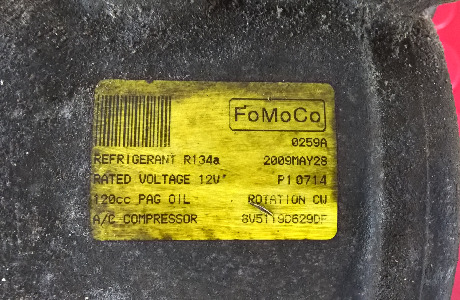 FoMoCo
0259A
REFRIGERANT R134a 2009MAY28
RATED VOLTAGE 12V P10714
120cc PAG OIL ROTATION CW
A/C COMPRESSOR 8V5119D629DF